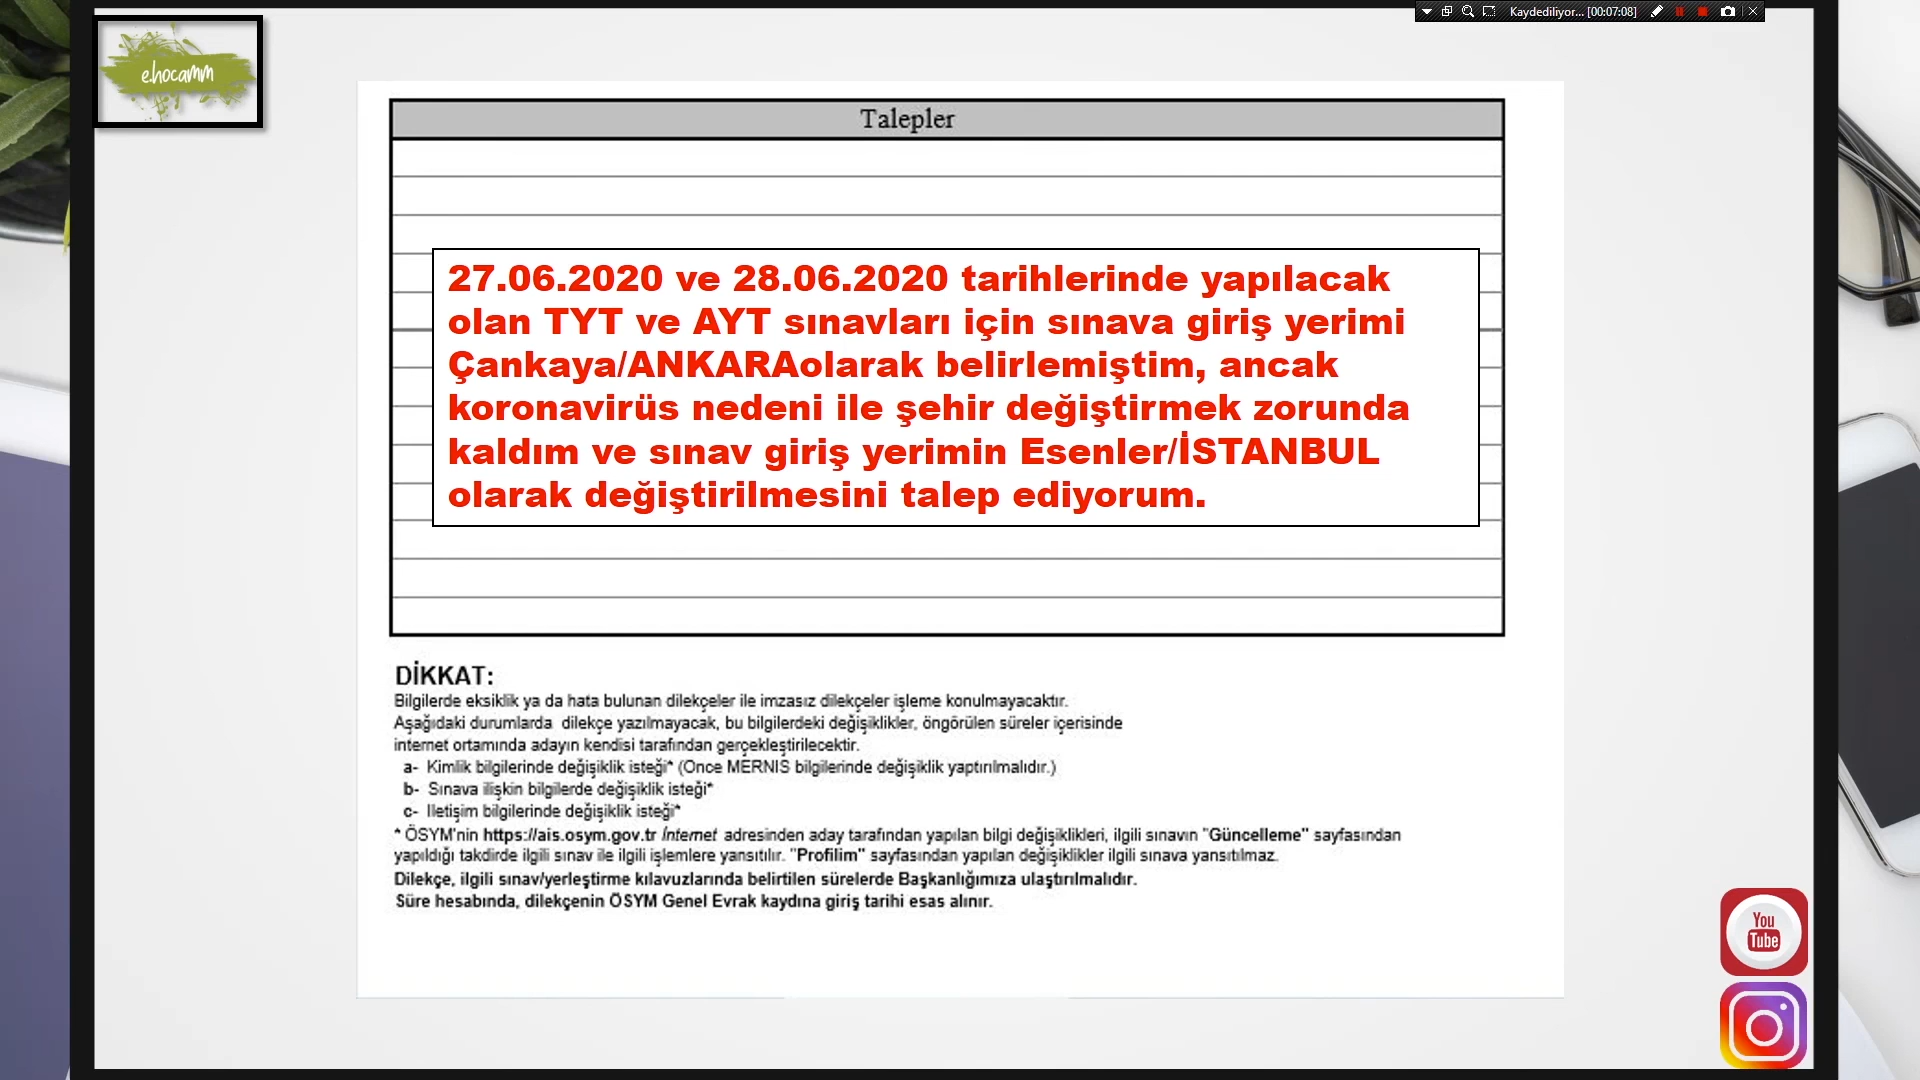 Kaydediliyor... [00:07:08]
e.hocamm
Talepler
27.06.2020 ve 28.06.2020 tarihlerinde yapılacak
olan TYT ve AYT sınavları için sınava giriş yerimi
Çankaya/ANKARAolarak belirlemiştim, ancak
koronavirüs nedeni ile şehir değiştirmek zorunda
kaldım ve sınav giriş yerimin Esenler/İSTANBUL
olarak değiştirilmesini talep ediyorum.
DİKKAT:
Bilgilerde eksiklik ya da hata bulunan dilekçeler ile imzasız dilekçeler işleme konulmayacaktır.
Aşağıdaki durumlarda dilekçe yazılmayacak, bu bilgilerdeki değişiklikler, öngörülen süreler içerisinde
internet ortamında adayın kendisi tarafından gerçekleştirilecektir.
a- Kimlik bilgilerinde değişiklik isteği* (Önce MERNİS bilgilerinde değişiklik yaptırılmalıdır.)
b- Sınava ilişkin bilgilerde değişiklik isteği*
c- İletişim bilgilerinde değişiklik isteği*
* ÖSYM'nin https://ais.osym.gov.tr İnternet adresinden aday tarafından yapılan bilgi değişiklikleri, ilgili sınavın "Güncelleme" sayfasından
yapıldığı takdirde ilgili sınav ile ilgili işlemlere yansıtılır. "Profilim" sayfasından yapılan değişiklikler ilgili sınava yansıtılmaz.
Dilekçe, ilgili sınav/yerleştirme kılavuzlarında belirtilen sürelerde Başkanlığımıza ulaştırılmalıdır.
Süre hesabında, dilekçenin ÖSYM Genel Evrak kaydına giriş tarihi esas alınır.
You
Tube